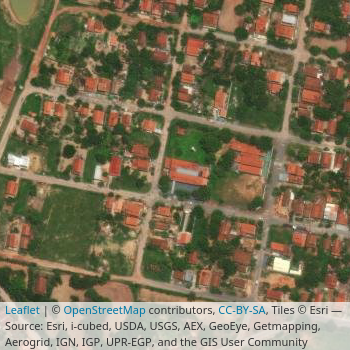 Leaflet | © OpenStreetMap contributors, CC-BY-SA, Tiles © Esri —
Source: Esri, i-cubed, USDA, USGS, AEX, GeoEye, Getmapping,
Aerogrid, IGN, IGP, UPR-EGP, and the GIS User Community